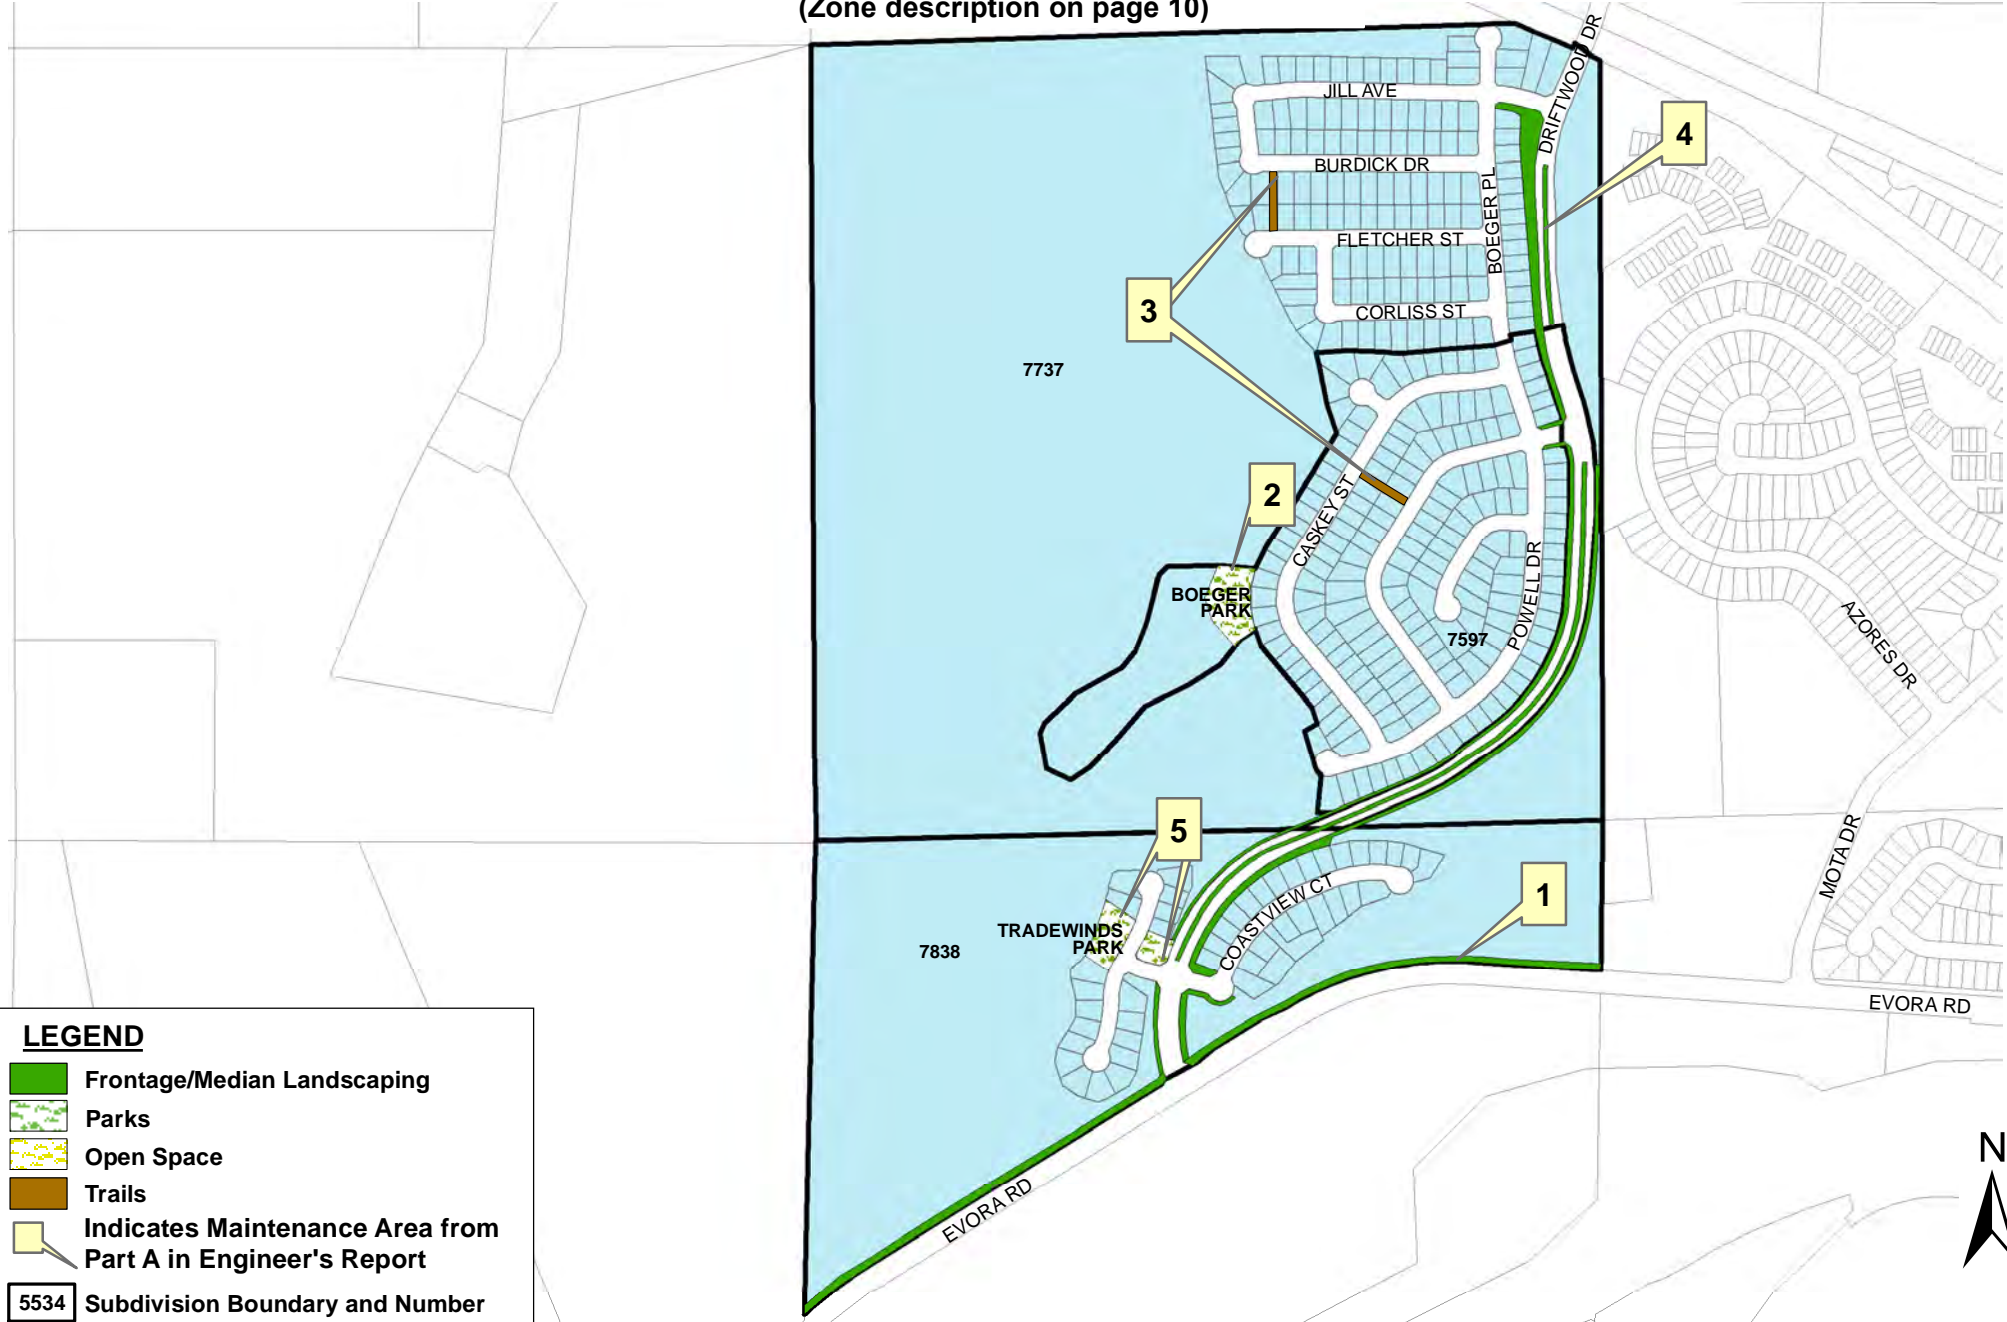 (Zone description on page 10)
DRIFTWOOD DR
JILL AVE
4
BURDICK DR
BOEGER PL
FLETCHER ST
3
CORLISS ST
7737
2
CASKEY ST
BOEGER
PARK
POWELL DR
7597
AZORES DR
5
MOTA DR
1
COASTVIEW CT
TRADEWINDS
PARK
7838
EVORA RD
EVORA RD
LEGEND
Frontage/Median Landscaping
Parks
Open Space
Trails
Indicates Maintenance Area from
Part A in Engineer's Report
5534 Subdivision Boundary and Number
N